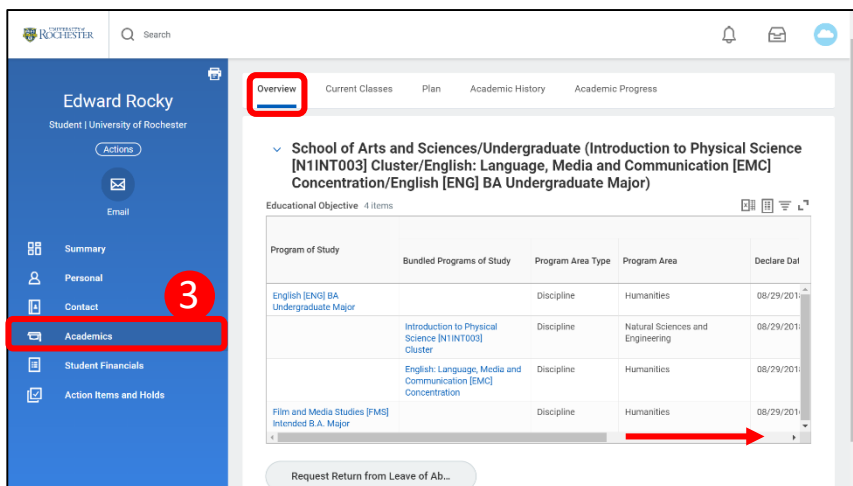 UNIVERSITY of
ROCHESTER
Search
Edward Rocky
Student | University of Rochester
Actions
Email
Summary
Personal
3
Contact
Academics
Student Financials
Action Items and Holds
Overview
Current Classes
Plan
Academic History
Academic Progress
School of Arts and Sciences/Undergraduate (Introduction to Physical Science
[N1INT003] Cluster/English: Language, Media and Communication [EMC]
Concentration/English [ENG] BA Undergraduate Major)
Educational Objective 4 items
Program of Study
Bundled Programs of Study
Program Area Type
Program Area
Declare Dat
English [ENG] BA
Undergraduate Major
Discipline
Humanities
08/29/201
Introduction to Physical
Science [N1INT003]
Cluster
Discipline
Natural Sciences and
Engineering
08/29/201
English: Language, Media and
Communication [EMC]
Concentration
Discipline
Humanities
08/29/201
Film and Media Studies [FMS]
Intended B.A. Major
Discipline
Humanities
08/29/201
Request Return from Leave of Ab...